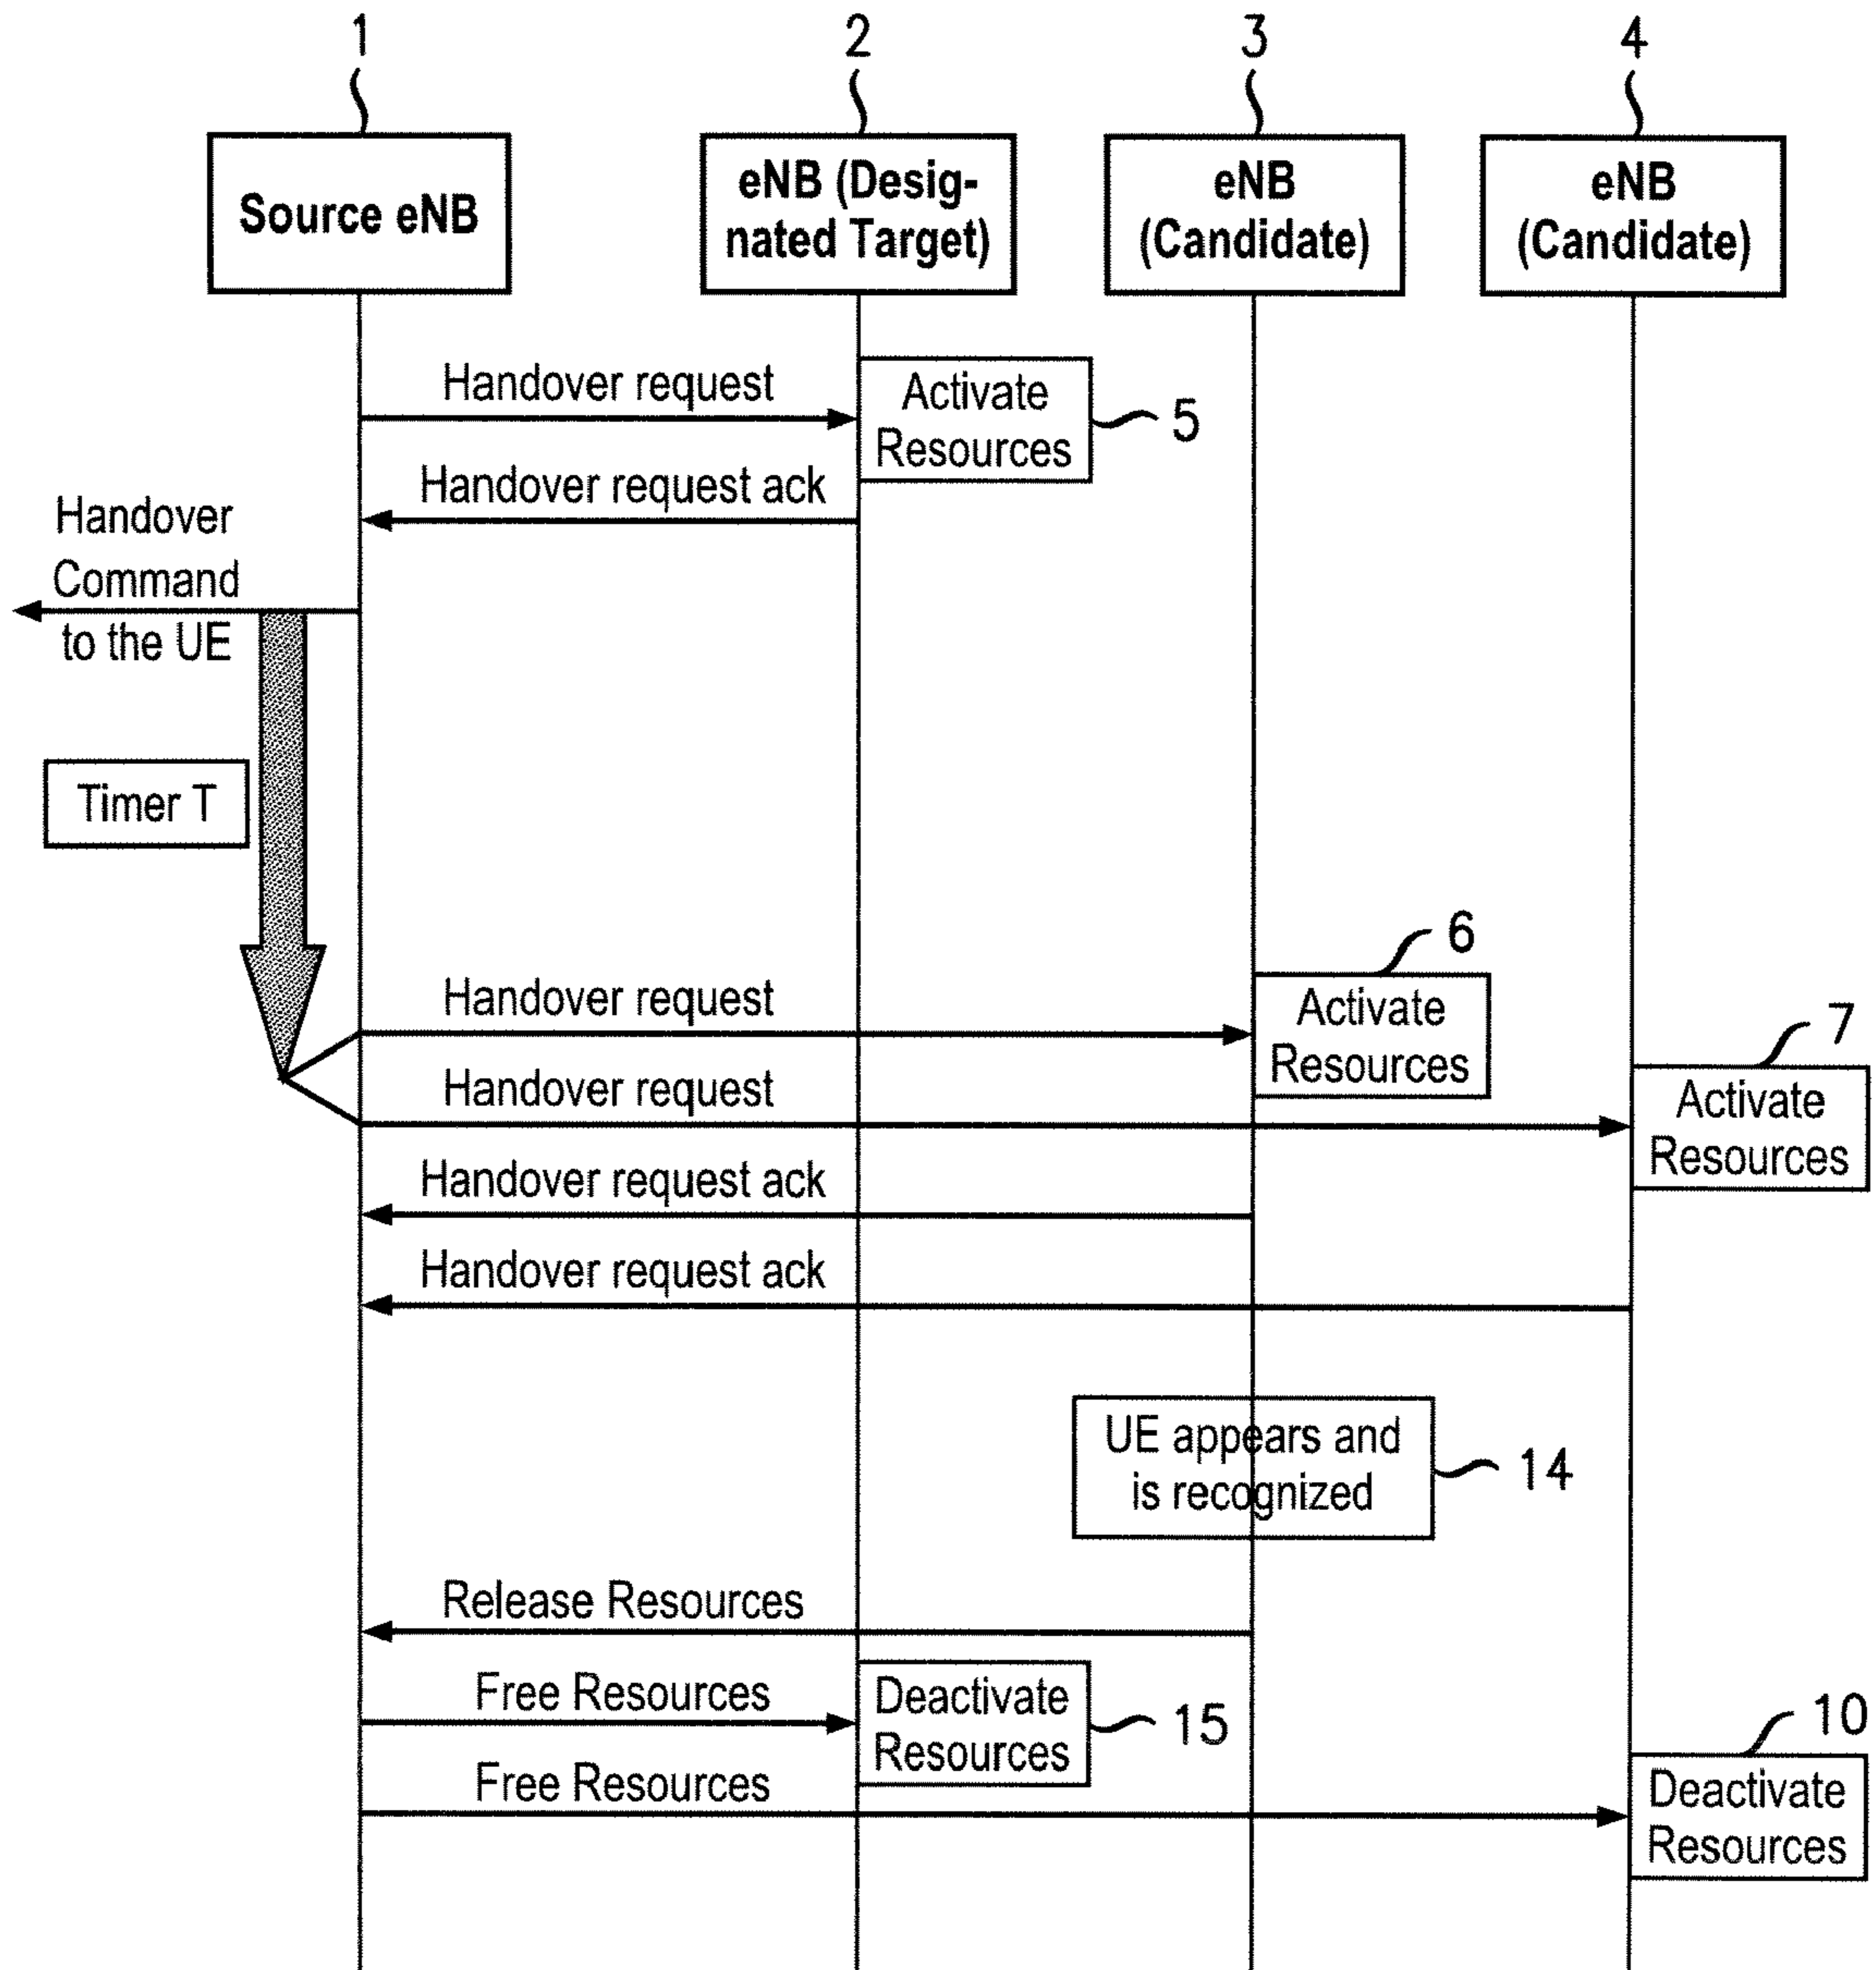 1
2
3
4
Source eNB
eNB (Desig-
nated Target)
eNB
(Candidate)
eNB
(Candidate)
Handover request
Activate
Resources
5
Handover request ack
Handover
Command
to the UE
Timer T
6
Handover request
Activate
Resources
7
Handover request
Activate
Resources
Handover request ack
Handover request ack
UE appears and
is recognized
14
Release Resources
Free Resources
Deactivate
Resources
15
10
Free Resources
Deactivate
Resources